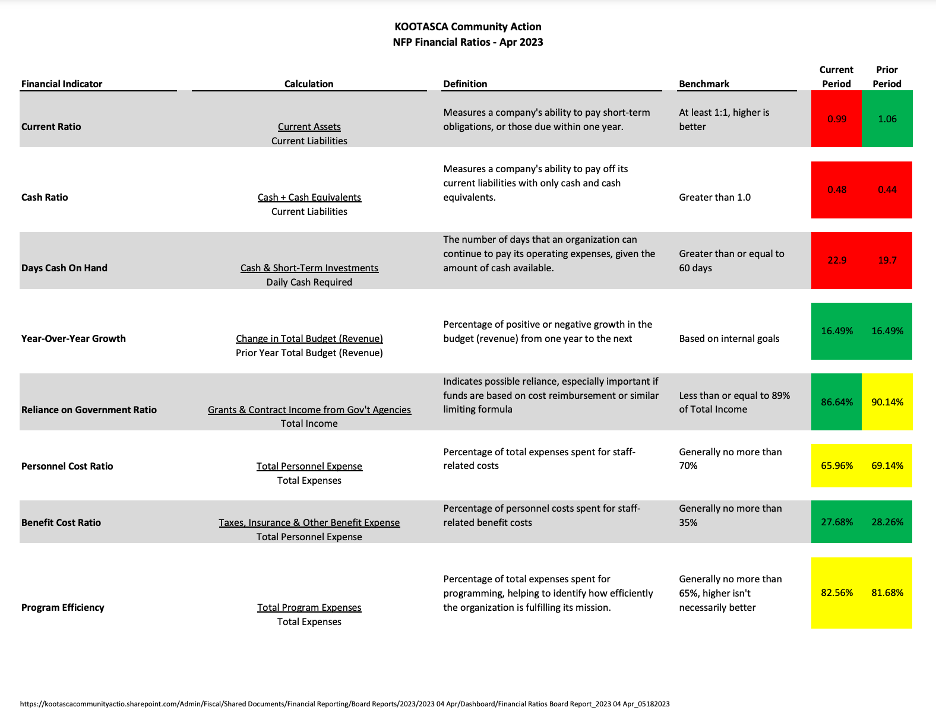 KOOTASCA Community Action
NFP Financial Ratios - Apr 2023
Financial Indicator Calculation Definition Benchmark Current Period Prior Period
Current Ratio
Current Assets
Current Liabilities
Measures a company's ability to pay short-term
obligations, or those due within one year.
At least 1:1, higher is
better
0.99 1.06
Cash Ratio
Cash + Cash Equivalents
Current Liabilities
Measures a company's ability to pay off its
current liabilities with only cash and cash
equivalents.
Greater than 1.0
0.48 0.44
Days Cash On Hand
Cash & Short-Term Investments
Daily Cash Required
The number of days that an organization can
continue to pay its operating expenses, given the
amount of cash available.
Greater than or equal to
60 days
22.9 19.7
Year-Over-Year Growth
Change in Total Budget (Revenue)
Prior Year Total Budget (Revenue)
Percentage of positive or negative growth in the
budget (revenue) from one year to the next
Based on internal goals
16.49% 16.49%
Reliance on Government Ratio
Grants & Contract Income from Gov't Agencies
Total Income
Indicates possible reliance, especially important if
funds are based on cost reimbursement or similar
limiting formula
Less than or equal to 89%
of Total Income
86.64% 90.14%
Personnel Cost Ratio
Total Personnel Expense
Total Expenses
Percentage of total expenses spent for staff-
related costs
Generally no more than
70%
65.96% 69.14%
Benefit Cost Ratio
Taxes, Insurance & Other Benefit Expense
Total Personnel Expense
Percentage of personnel costs spent for staff-
related benefit costs
Generally no more than
35%
27.68% 28.26%
Program Efficiency
Total Program Expenses
Total Expenses
Percentage of total expenses spent for
programming, helping to identify how efficiently
the organization is fulfilling its mission.
Generally no more than
65%, higher isn't
necessarily better
82.56% 81.68%
https://kootascacommunityactio.sharepoint.com/Admin/Fiscal/Shared Documents/Financial Reporting/Board Reports/2023/2023 04 Apr/Dashboard/Financial Ratios Board Report_2023 04 Apr_05182023